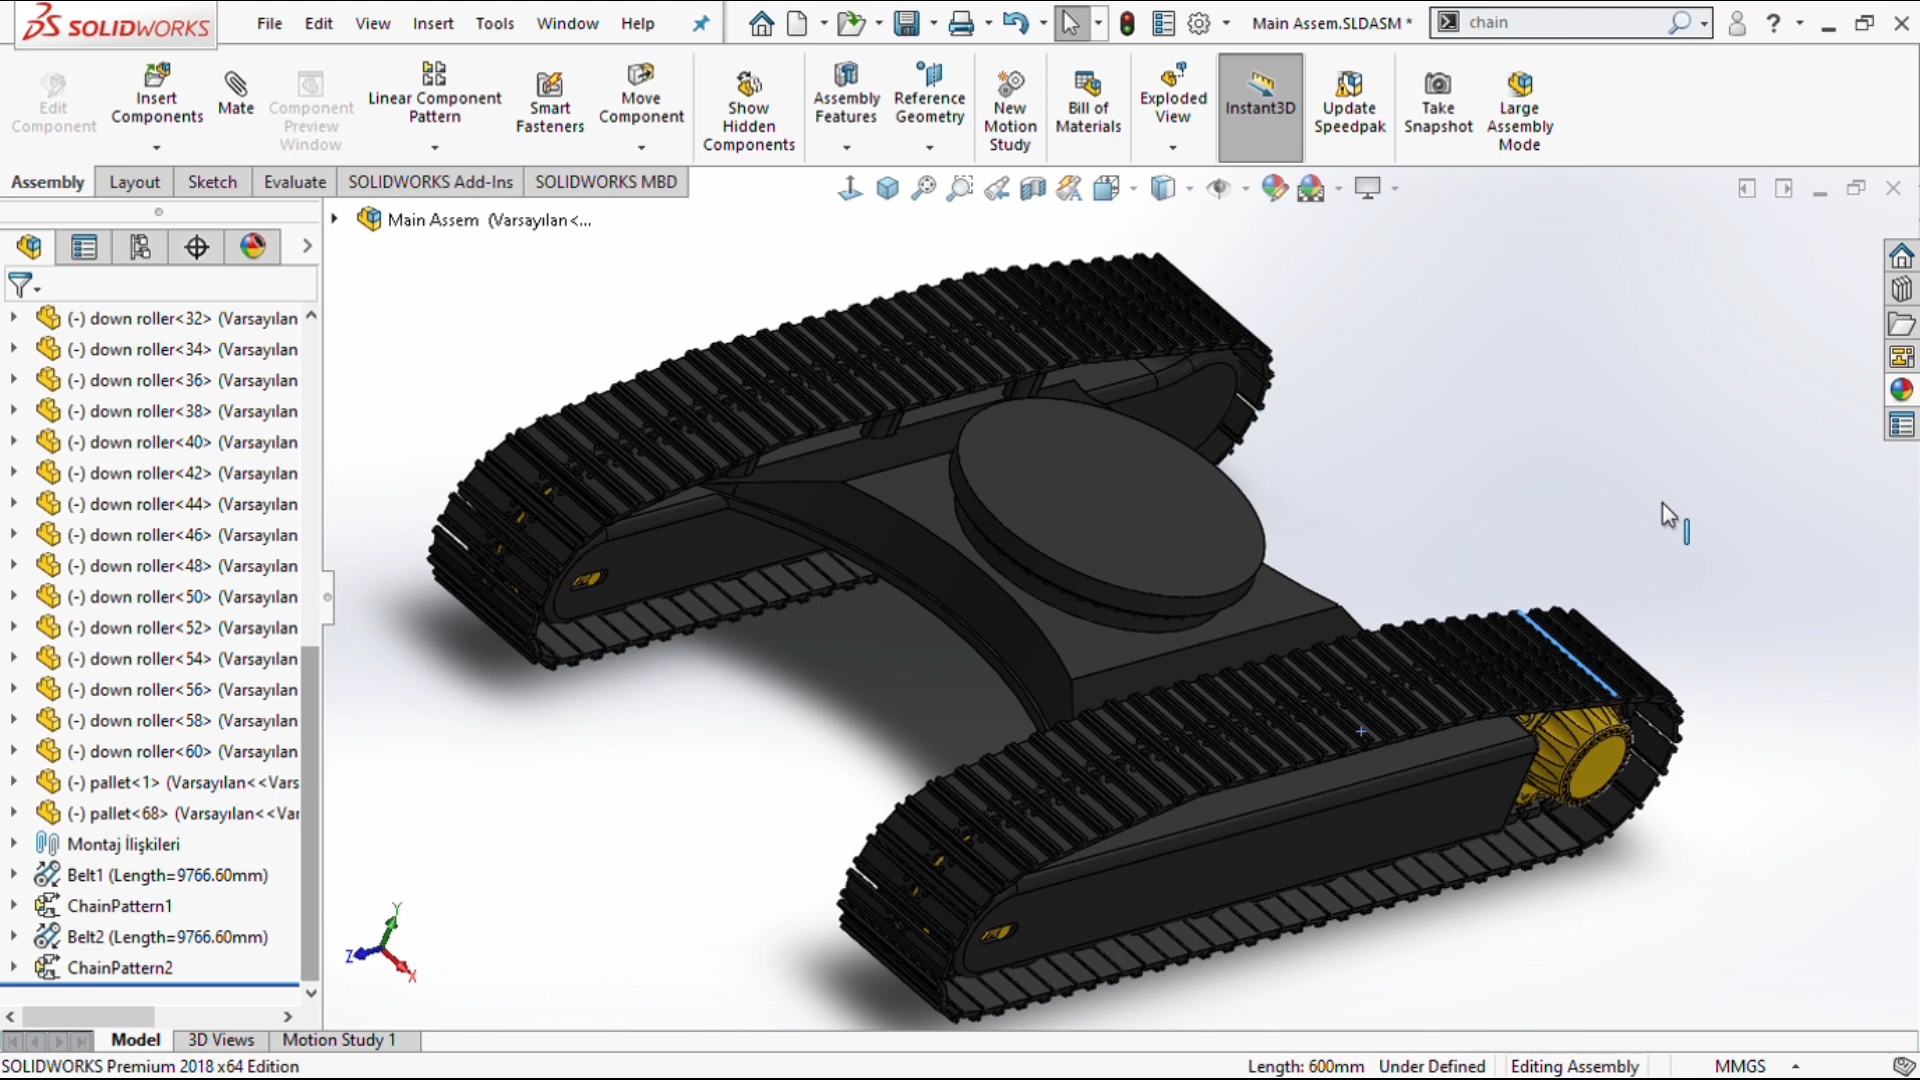 SOLIDWORKS File Edit View Insert Tools Window Help Main Assem.SLDASM * chain ?
Edit Component
Insert Components
Mate
Component Preview Window
Linear Component Pattern
Smart Fasteners
Move Component
Show Hidden Components
Assembly Features
Reference Geometry
New Motion Study
Bill of Materials
Exploded View
Instant3D
Update Speedpak
Take Snapshot
Large Assembly Mode
Assembly Layout Sketch Evaluate SOLIDWORKS Add-Ins SOLIDWORKS MBD
Main Assem (Varsayılan<...
(-) down roller<32> (Varsayılan
(-) down roller<34> (Varsayılan
(-) down roller<36> (Varsayılan
(-) down roller<38> (Varsayılan
(-) down roller<40> (Varsayılan
(-) down roller<42> (Varsayılan
(-) down roller<44> (Varsayılan
(-) down roller<46> (Varsayılan
(-) down roller<48> (Varsayılan
(-) down roller<50> (Varsayılan
(-) down roller<52> (Varsayılan
(-) down roller<54> (Varsayılan
(-) down roller<56> (Varsayılan
(-) down roller<58> (Varsayılan
(-) down roller<60> (Varsayılan
(-) pallet<1> (Varsayılan<<Vars
(-) pallet<68> (Varsayılan<<Var
Montaj İlişkileri
Belt1 (Length=9766.60mm)
ChainPattern1
Belt2 (Length=9766.60mm)
ChainPattern2
Y
Z
X
Model 3D Views Motion Study 1
SOLIDWORKS Premium 2018 x64 Edition Length: 600mm Under Defined Editing Assembly MMGS